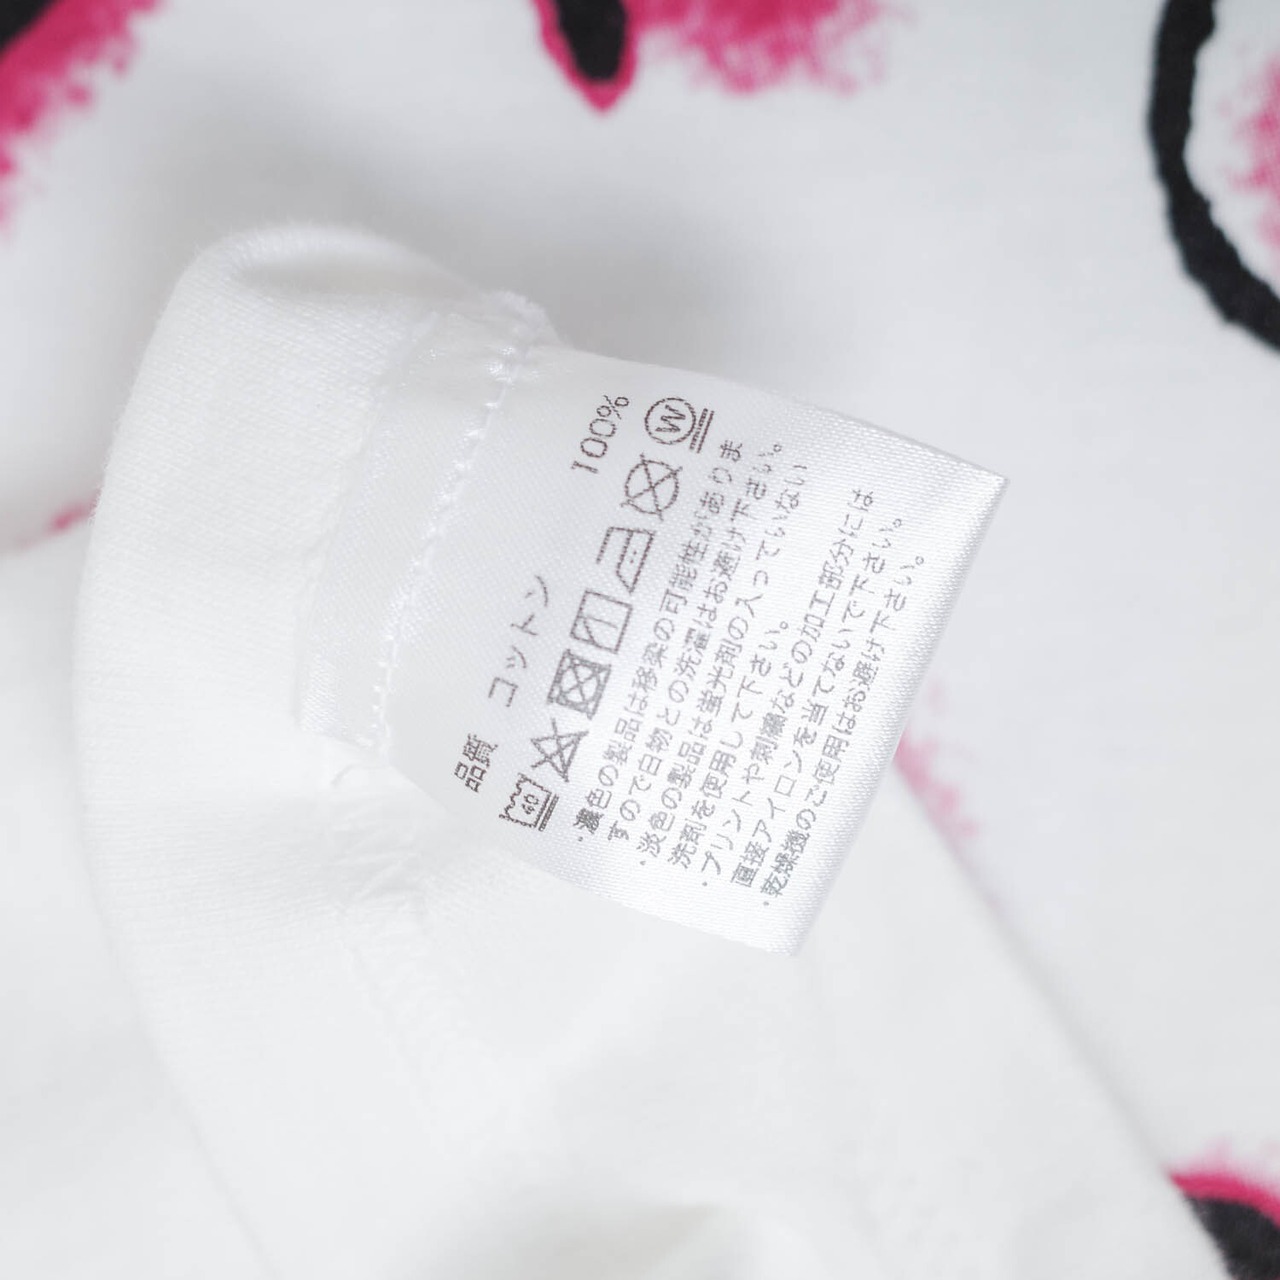 品質 コットン 100%
40 W
・濃色の製品は移染の可能性がありま
すので白物との洗濯はお避け下さい。
・淡色の製品は蛍光剤の入っていない
洗剤を使用して下さい。
・プリントや刺繍などの加工部分には
直接アイロンを当てないで下さい。
・乾燥機のご使用はお避け下さい。